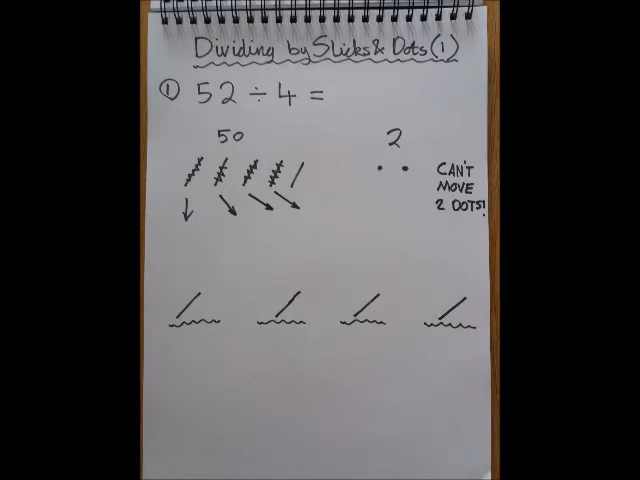 Dividing by Sticks & Dots (1)
① 52 ÷ 4 =
50 2
CAN'T
MOVE
2 DOTS!